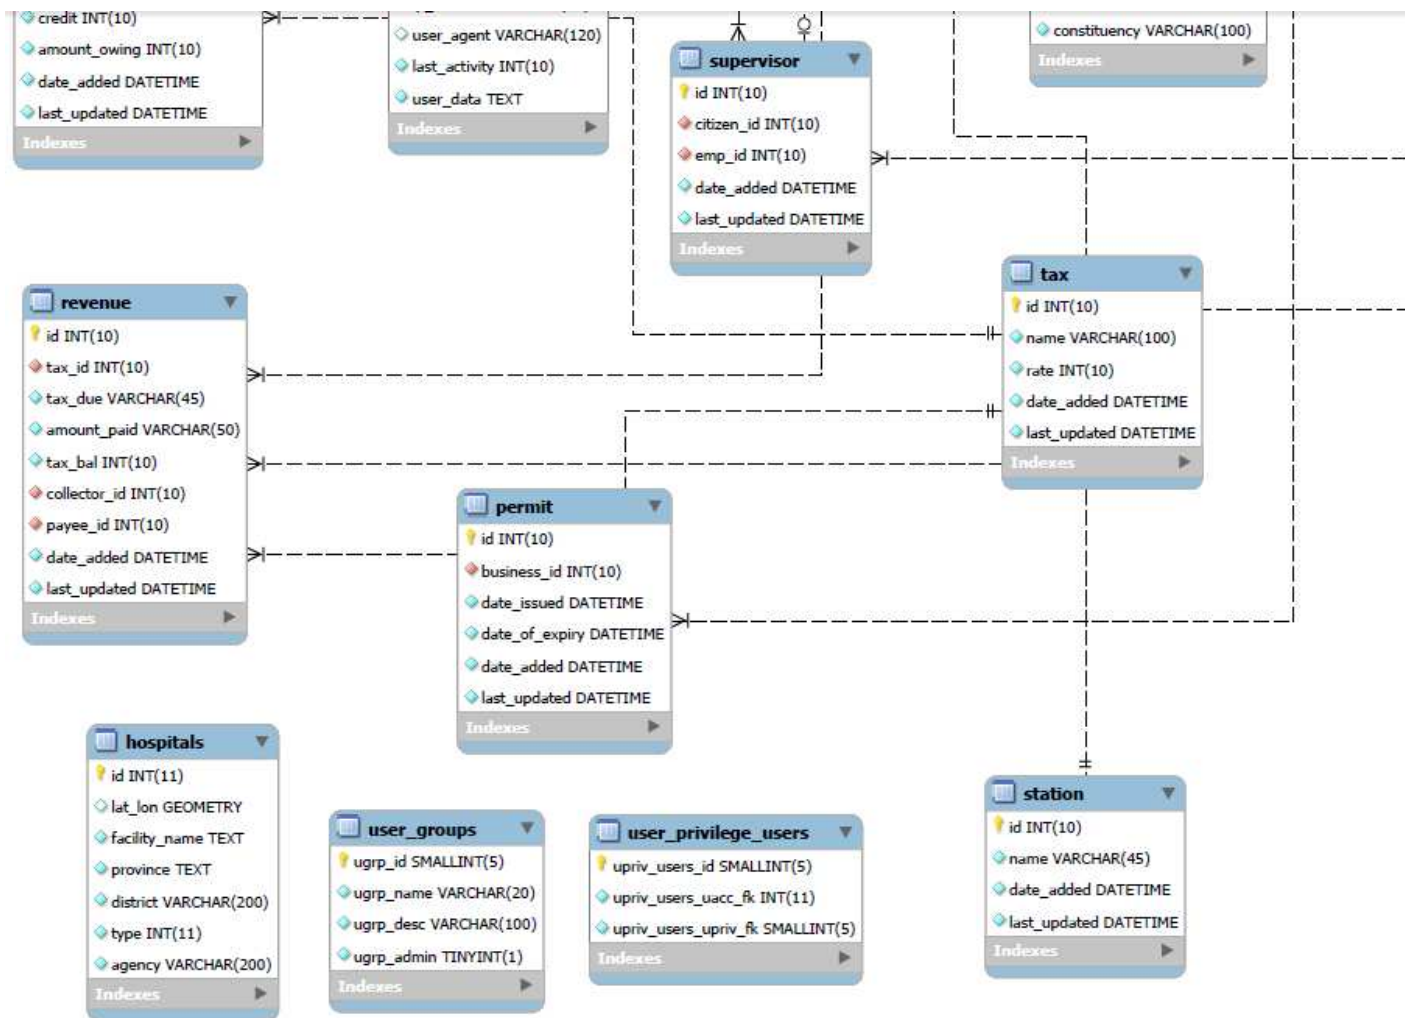 credit INT(10)
amount_owing INT(10)
date_added DATETIME
last_updated DATETIME
Indexes
user_agent VARCHAR(120)
last_activity INT(10)
user_data TEXT
Indexes
supervisor
id INT(10)
citizen_id INT(10)
emp_id INT(10)
date_added DATETIME
last_updated DATETIME
Indexes
constituency VARCHAR(100)
Indexes
revenue
id INT(10)
tax_id INT(10)
tax_due VARCHAR(45)
amount_paid VARCHAR(50)
tax_bal INT(10)
collector_id INT(10)
payee_id INT(10)
date_added DATETIME
last_updated DATETIME
Indexes
tax
id INT(10)
name VARCHAR(100)
rate INT(10)
date_added DATETIME
last_updated DATETIME
Indexes
permit
id INT(10)
business_id INT(10)
date_issued DATETIME
date_of_expiry DATETIME
date_added DATETIME
last_updated DATETIME
Indexes
hospitals
id INT(11)
lat_lon GEOMETRY
facility_name TEXT
province TEXT
district VARCHAR(200)
type INT(11)
agency VARCHAR(200)
Indexes
user_groups
ugrp_id SMALLINT(5)
ugrp_name VARCHAR(20)
ugrp_desc VARCHAR(100)
ugrp_admin TINYINT(1)
Indexes
user_privilege_users
upriv_users_id SMALLINT(5)
upriv_users_uacc_fk INT(11)
upriv_users_upriv_fk SMALLINT(5)
Indexes
station
id INT(10)
name VARCHAR(45)
date_added DATETIME
last_updated DATETIME
Indexes